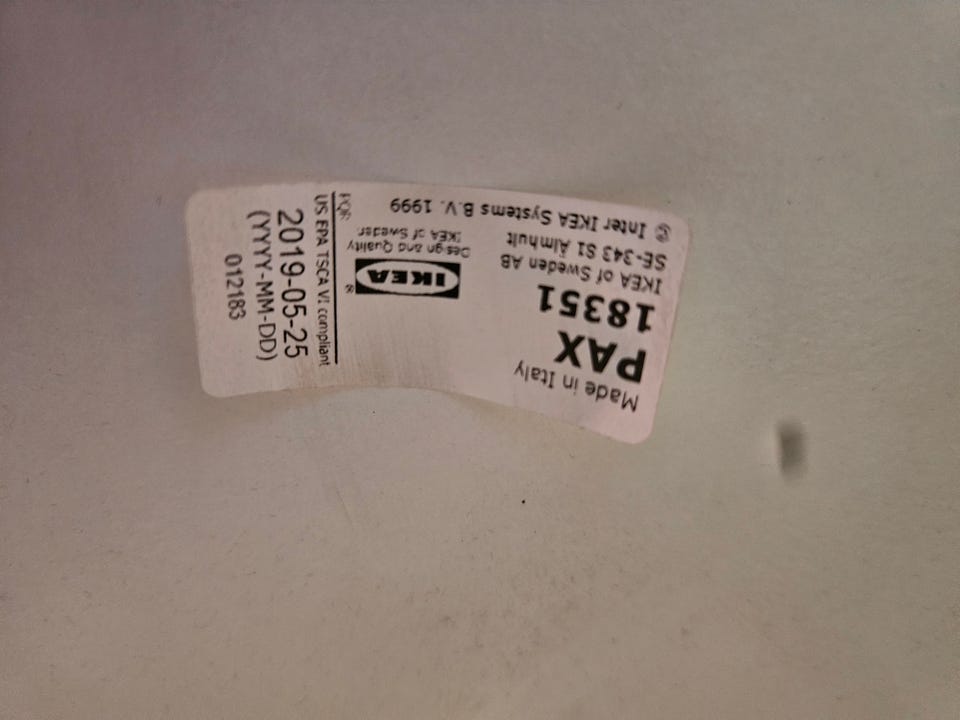 Made in Italy
PAX
18351
IKEA of Sweden AB
SE-343 81 Älmhult
© Inter IKEA Systems B.V. 1999
IKEA®
Design and Quality
IKEA of Sweden
FOR:
US EPA TSCA VI compliant
2019-05-25
(YYYY-MM-DD)
012183